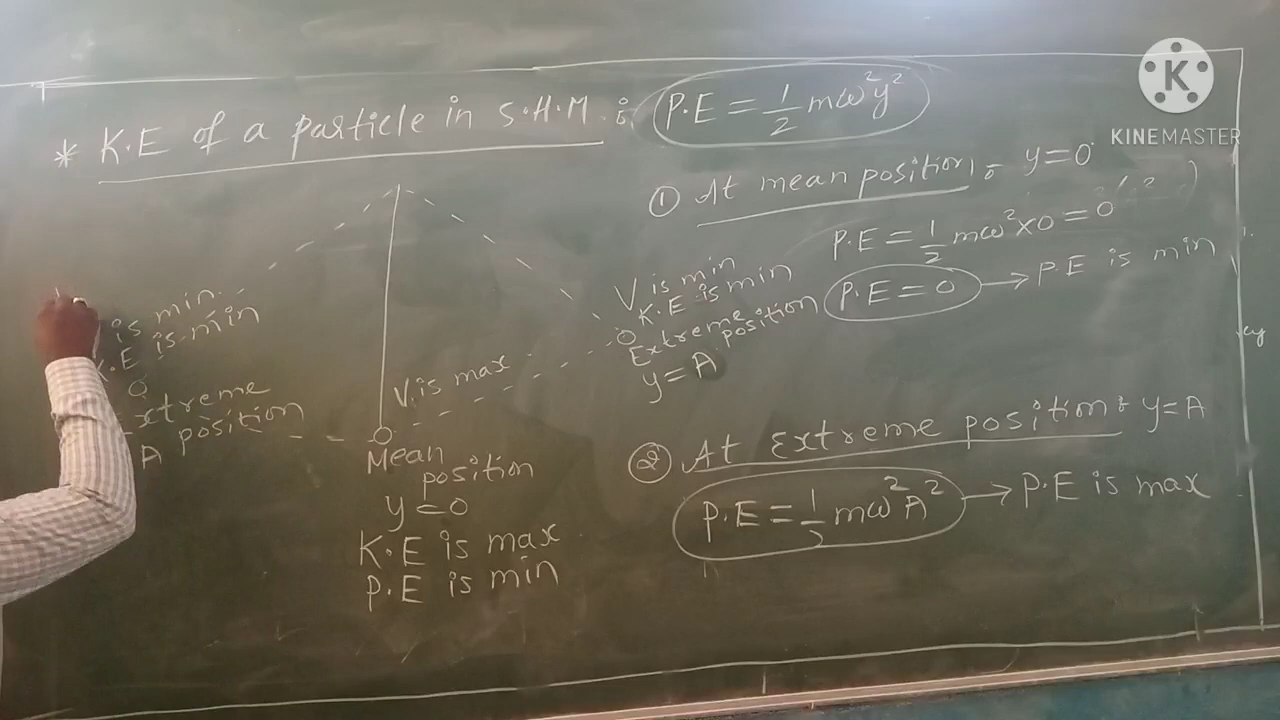 * K.E of a particle in S.H.M :- P.E = 1/2 mω²y²
K
KINEMASTER
① At mean position :- y=0
P.E = 1/2 mω² x0 = 0
P.E = 0 → P.E is min
V is min
K.E is min
Extreme position
y = A
V is max
is min
K.E is min
Extreme
A position
Mean
position
y = 0
K.E is max
P.E is min
② At Extreme position : y=A
P.E = 1/2 mω²A² → P.E is max